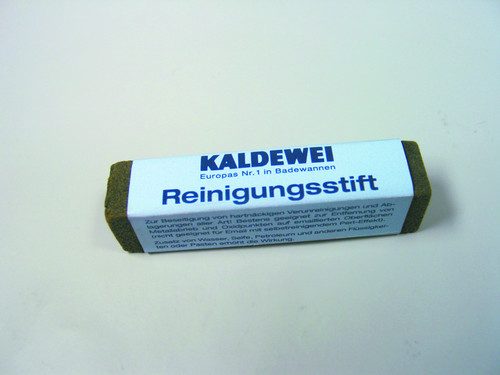 KALDEWEI
Europas Nr. 1 in Badewannen
Reinigungsstift
Zur Beseitigung von hartnäckigen Verunreinigungen und Ab-
lagerungen aller Art. Bestens geeignet zur Entfernung von
Metallabrieb und Oxidspuren auf emaillierten Oberflächen
(nicht geeignet für Email mit selbstreinigendem Perl-Effekt).
Zusatz von Wasser, Seife, Petroleum und anderen Flüssigkei-
ten oder Pasten erhöht die Wirkung.